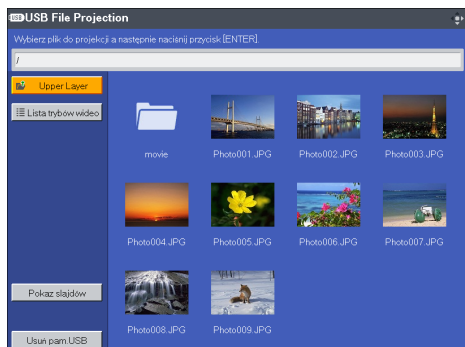 USB USB File Projection
Wybierz plik do projekcji a następnie naciśnij przycisk [ENTER].
/
Upper Layer
Lista trybów wideo
movie
Photo001.JPG
Photo002.JPG
Photo003.JPG
Photo004.JPG
Photo005.JPG
Photo006.JPG
Photo007.JPG
Pokaz slajdów
Photo008.JPG
Photo009.JPG
Usuń pam.USB